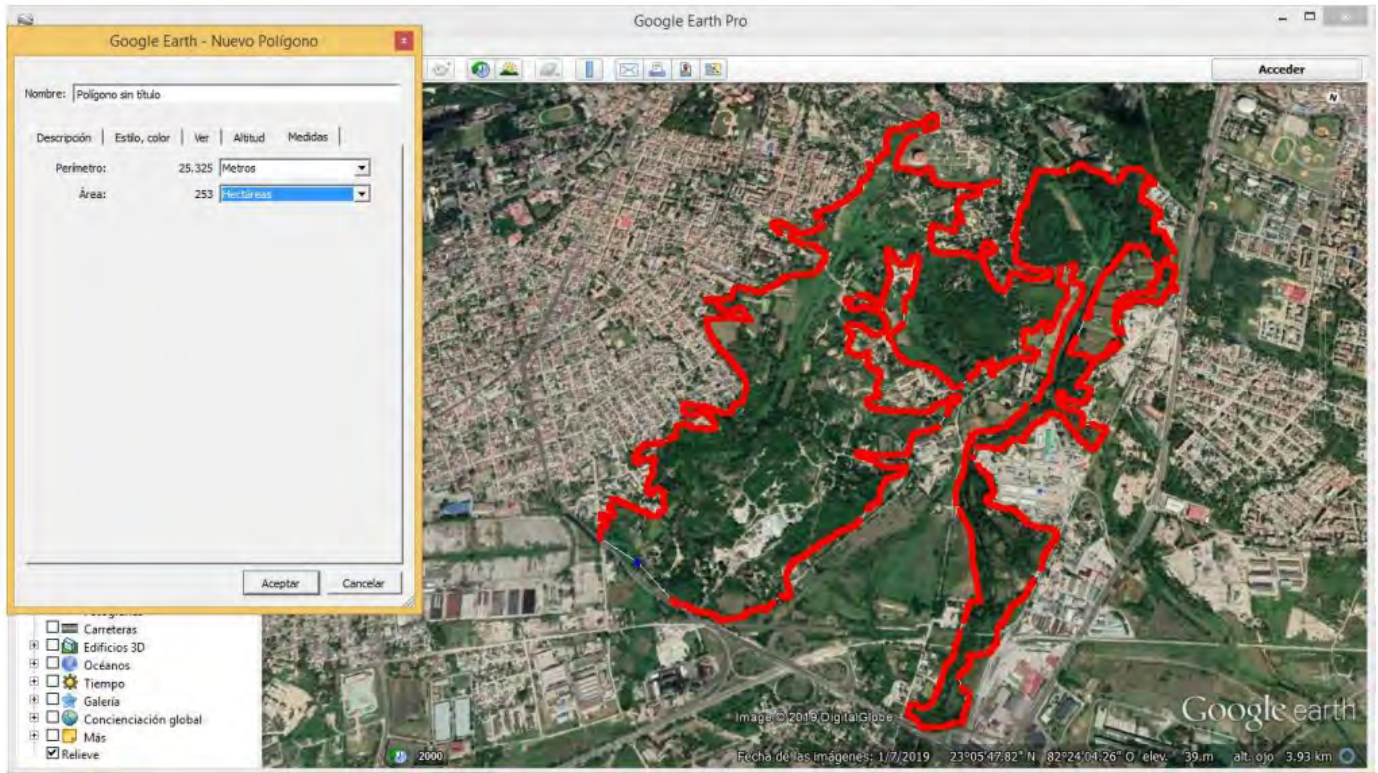 Google Earth Pro
Google Earth - Nuevo Polígono
Acceder
Nombre: Polígono sin título
Descripción Estilo, color Ver Altitud Medidas
Perímetro: 25.325 Metros
Área: 253 Hectáreas
Aceptar Cancelar
Carreteras
Edificios 3D
Océanos
Tiempo
Galería
Concienciación global
Más
Relieve
N
Google earth
Image © 2019 DigitalGlobe
2000
Fecha de las imágenes: 1/7/2019 23°05'47.82" N 82°24'04.26" O elev. 39 m alt. ojo 3.93 km